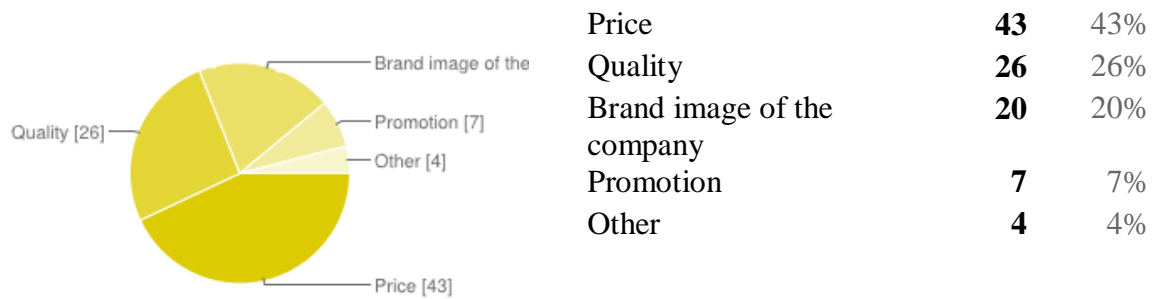 Brand image of the
Quality [26]
Promotion [7]
Other [4]
Price [43]
Price 43 43%
Quality 26 26%
Brand image of the 20 20%
company
Promotion 7 7%
Other 4 4%